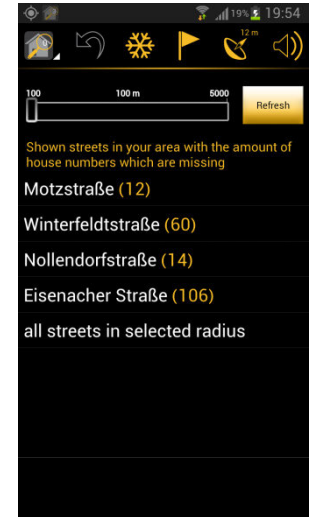 19% 19:54
12 m
100 100 m 5000
Refresh
Shown streets in your area with the amount of
house numbers which are missing
Motzstraße (12)
Winterfeldtstraße (60)
Nollendorfstraße (14)
Eisenacher Straße (106)
all streets in selected radius